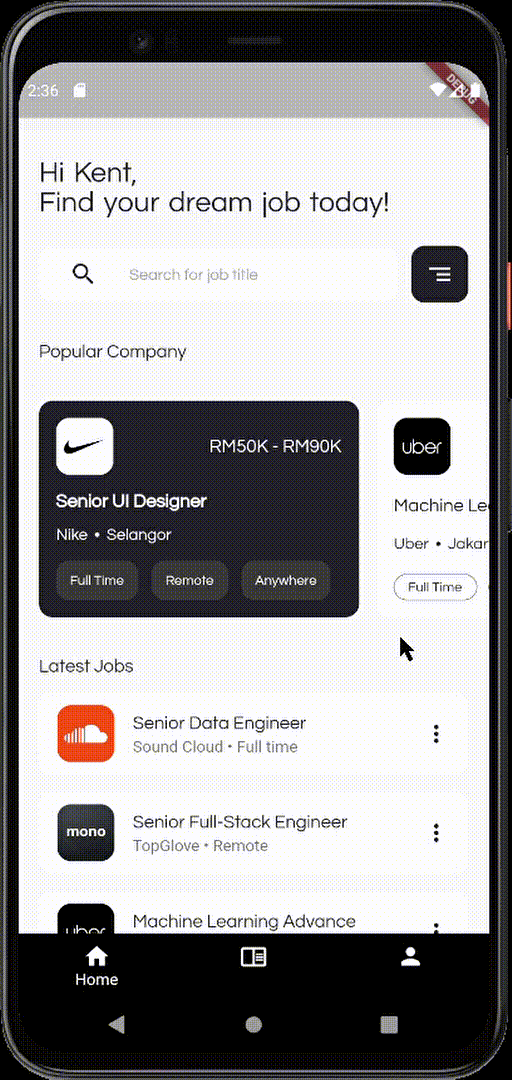 2:36
DEBUG
Hi Kent,
Find your dream job today!
Search for job title
Popular Company
RM50K - RM90K
Senior UI Designer
Nike • Selangor
Full Time
Remote
Anywhere
uber
Machine Le
Uber • Jakar
Full Time
Latest Jobs
Senior Data Engineer
Sound Cloud • Full time
mono
Senior Full-Stack Engineer
TopGlove • Remote
uber
Machine Learning Advance
Home